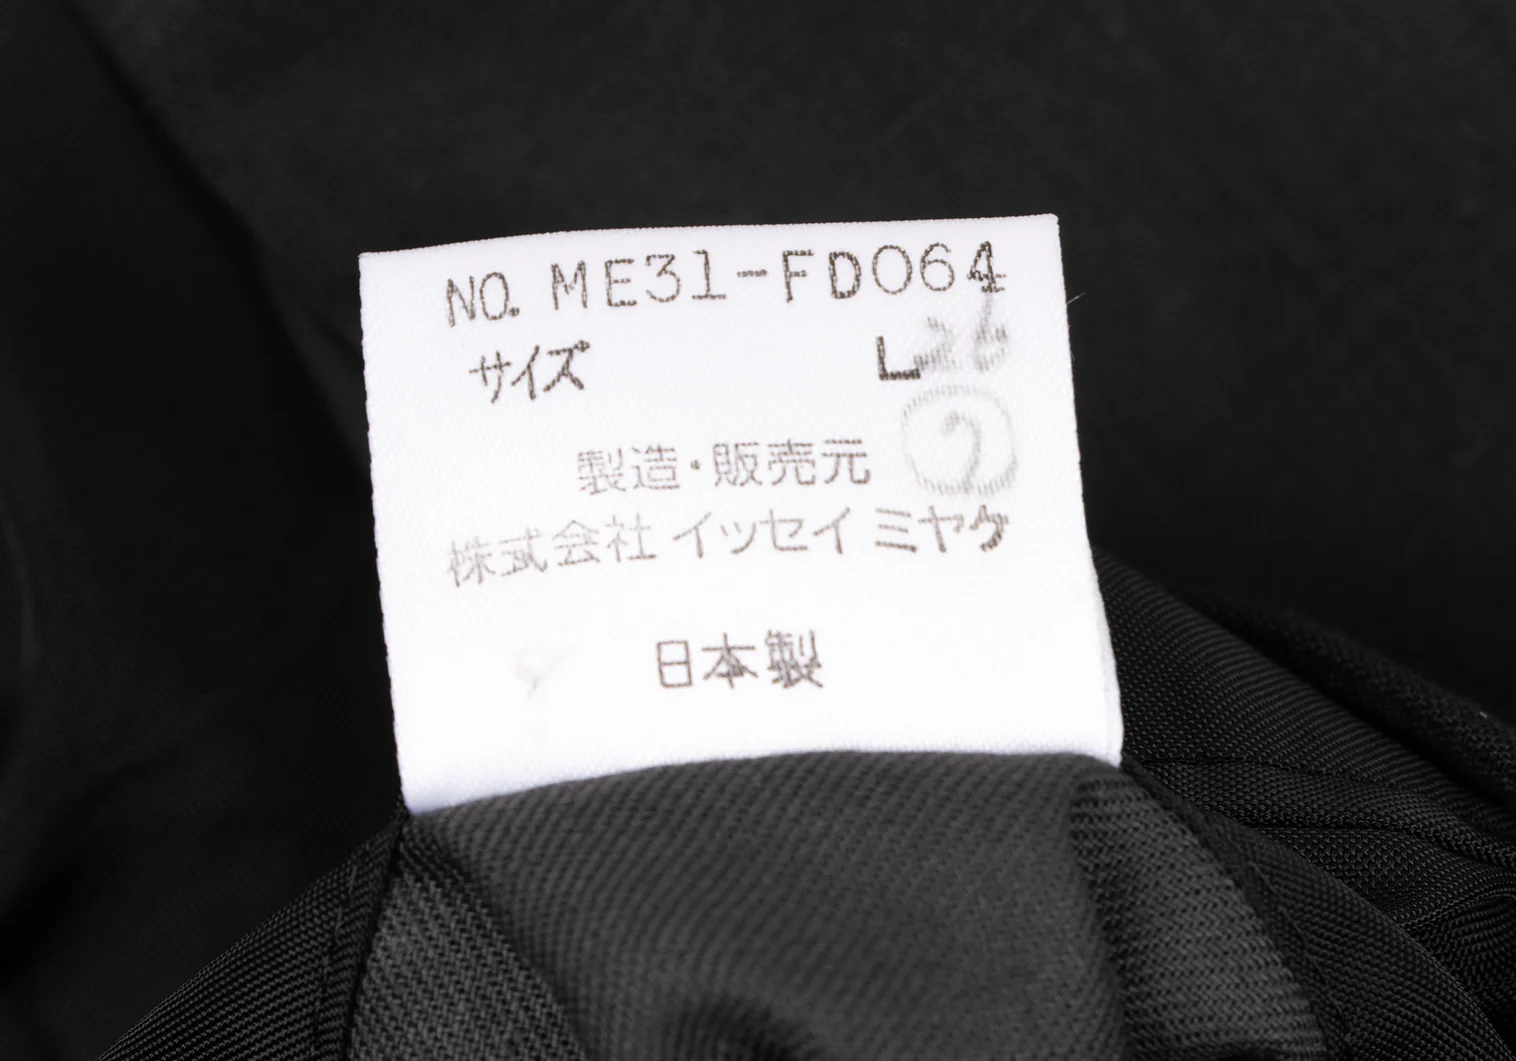 NO. ME31-FD064
サイズ L
製造・販売元
株式会社 イッセイ ミヤケ
日本製